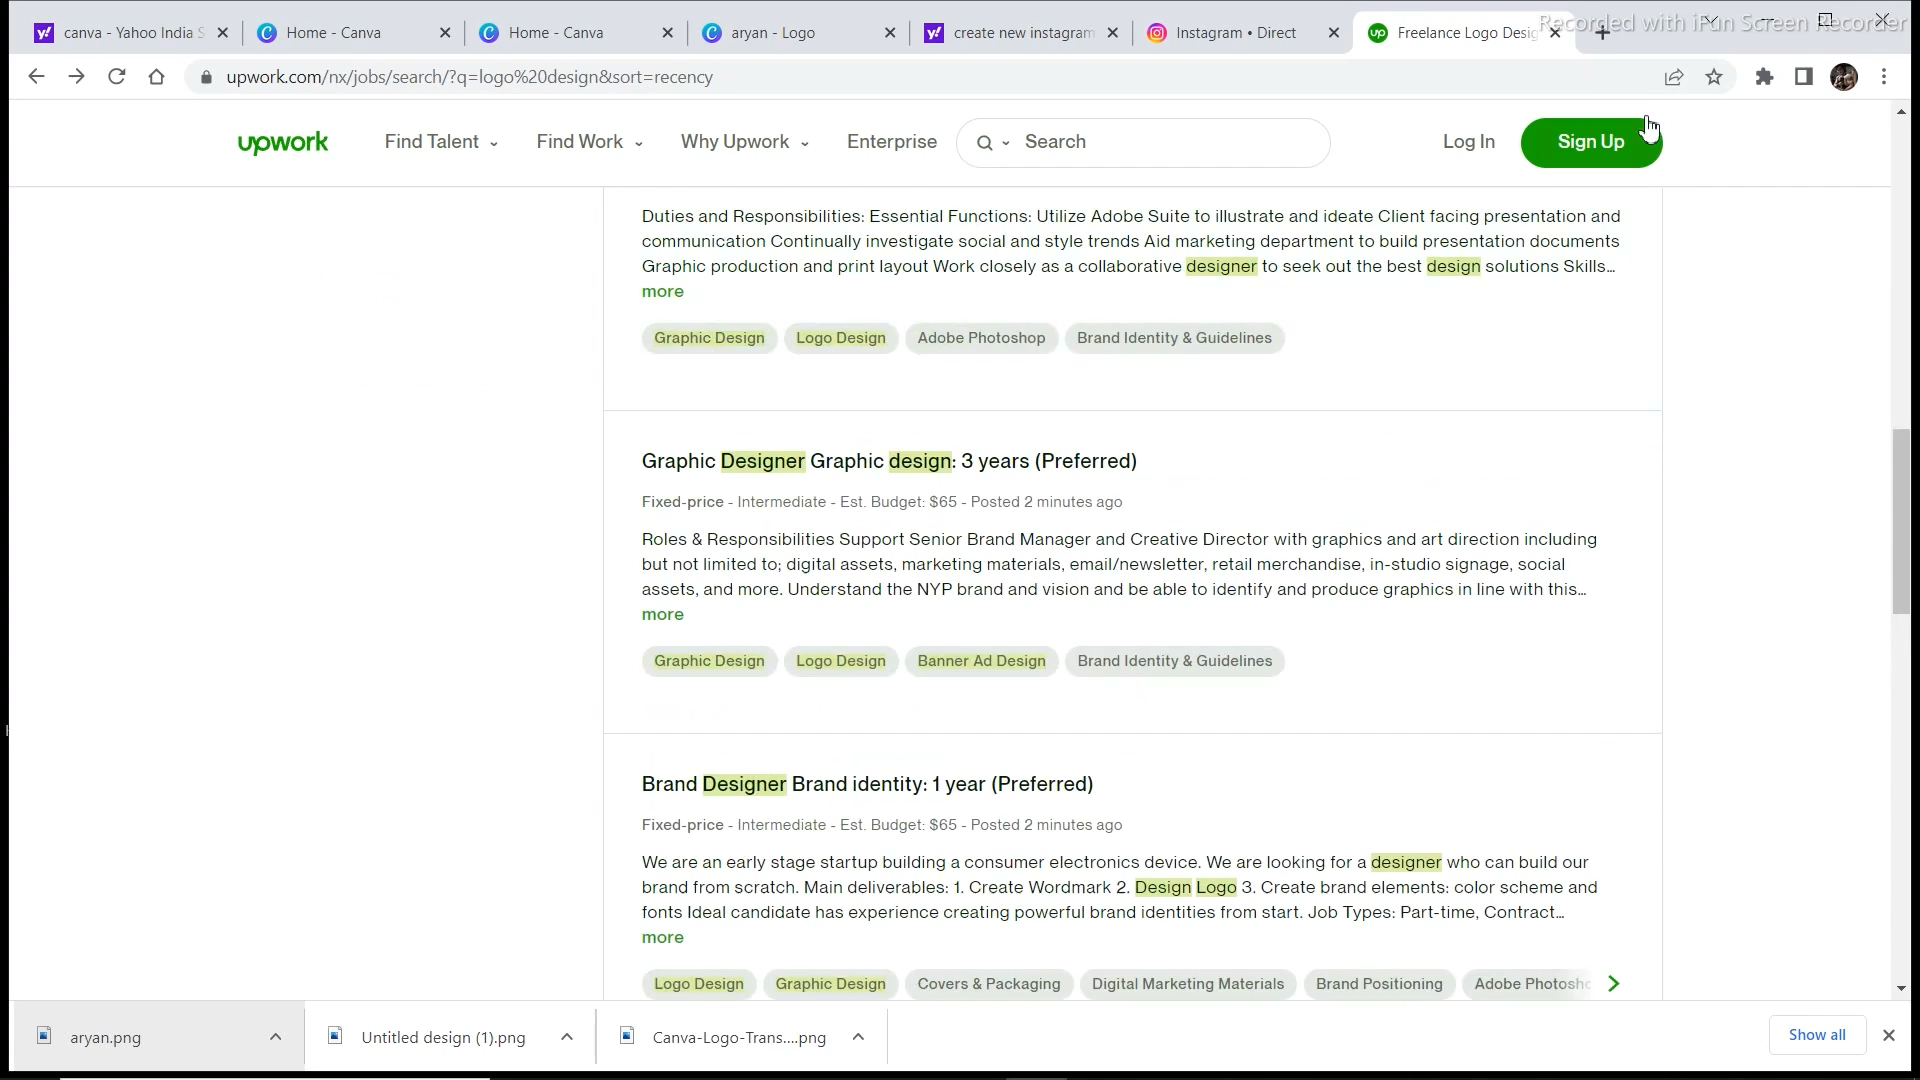 canva - Yahoo India S
Home - Canva
Home - Canva
aryan - Logo
create new instagram
Instagram • Direct
Freelance Logo Desig
Recorded with iFun Screen Recorder
upwork.com/nx/jobs/search/?q=logo%20design&sort=recency
upwork
Find Talent
Find Work
Why Upwork
Enterprise
Search
Log In
Sign Up
Duties and Responsibilities: Essential Functions: Utilize Adobe Suite to illustrate and ideate Client facing presentation and
communication Continually investigate social and style trends Aid marketing department to build presentation documents
Graphic production and print layout Work closely as a collaborative designer to seek out the best design solutions Skills...
more
Graphic Design Logo Design Adobe Photoshop Brand Identity & Guidelines
Graphic Designer Graphic design: 3 years (Preferred)
Fixed-price - Intermediate - Est. Budget: $65 - Posted 2 minutes ago
Roles & Responsibilities Support Senior Brand Manager and Creative Director with graphics and art direction including
but not limited to; digital assets, marketing materials, email/newsletter, retail merchandise, in-studio signage, social
assets, and more. Understand the NYP brand and vision and be able to identify and produce graphics in line with this...
more
Graphic Design Logo Design Banner Ad Design Brand Identity & Guidelines
Brand Designer Brand identity: 1 year (Preferred)
Fixed-price - Intermediate - Est. Budget: $65 - Posted 2 minutes ago
We are an early stage startup building a consumer electronics device. We are looking for a designer who can build our
brand from scratch. Main deliverables: 1. Create Wordmark 2. Design Logo 3. Create brand elements: color scheme and
fonts Ideal candidate has experience creating powerful brand identities from start. Job Types: Part-time, Contract...
more
Logo Design Graphic Design Covers & Packaging Digital Marketing Materials Brand Positioning Adobe Photosho
aryan.png
Untitled design (1).png
Canva-Logo-Trans....png
Show all